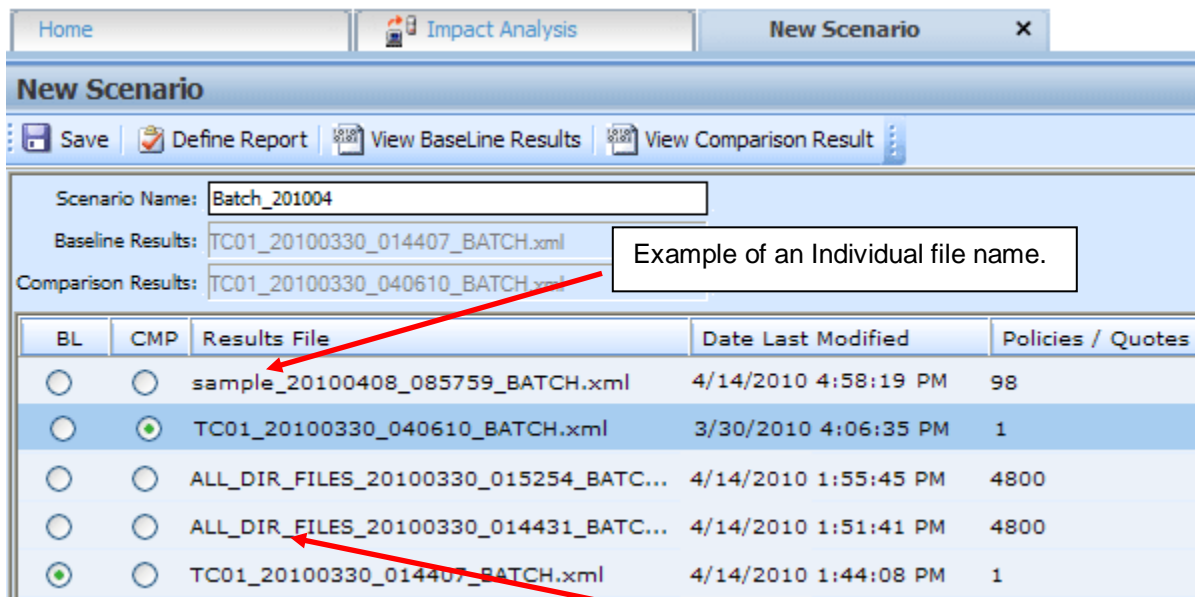 Home Impact Analysis New Scenario ×
New Scenario
Save Define Report View BaseLine Results View Comparison Result
Scenario Name: Batch_201004
Baseline Results: TC01_20100330_014407_BATCH.xml
Example of an Individual file name.
Comparison Results: TC01_20100330_040610_BATCH.xml
BL CMP Results File Date Last Modified Policies / Quotes
sample_20100408_085759_BATCH.xml 4/14/2010 4:58:19 PM 98
TC01_20100330_040610_BATCH.xml 3/30/2010 4:06:35 PM 1
ALL_DIR_FILES_20100330_015254_BATC... 4/14/2010 1:55:45 PM 4800
ALL_DIR_FILES_20100330_014431_BATC... 4/14/2010 1:51:41 PM 4800
TC01_20100330_014407_BATCH.xml 4/14/2010 1:44:08 PM 1